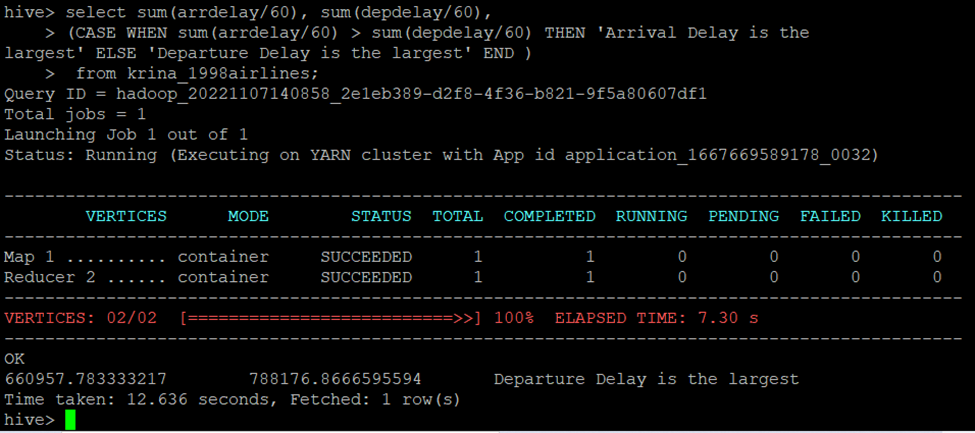 hive> select sum(arrdelay/60), sum(depdelay/60),
    > (CASE WHEN sum(arrdelay/60) > sum(depdelay/60) THEN 'Arrival Delay is the
largest' ELSE 'Departure Delay is the largest' END )
    >  from krina_1998airlines;
Query ID = hadoop_20221107140858_2e1eb389-d2f8-4f36-b821-9f5a80607df1
Total jobs = 1
Launching Job 1 out of 1
Status: Running (Executing on YARN cluster with App id application_1667669589178_0032)
----------------------------------------------------------------------------------------------
        VERTICES      MODE        STATUS  TOTAL  COMPLETED  RUNNING  PENDING  FAILED  KILLED
----------------------------------------------------------------------------------------------
Map 1 .......... container     SUCCEEDED      1          1        0        0       0       0
Reducer 2 ...... container     SUCCEEDED      1          1        0        0       0       0
----------------------------------------------------------------------------------------------
VERTICES: 02/02  [==========================>>] 100%  ELAPSED TIME: 7.30 s
----------------------------------------------------------------------------------------------
OK
660957.783333217        788176.8666595594       Departure Delay is the largest
Time taken: 12.636 seconds, Fetched: 1 row(s)
hive>